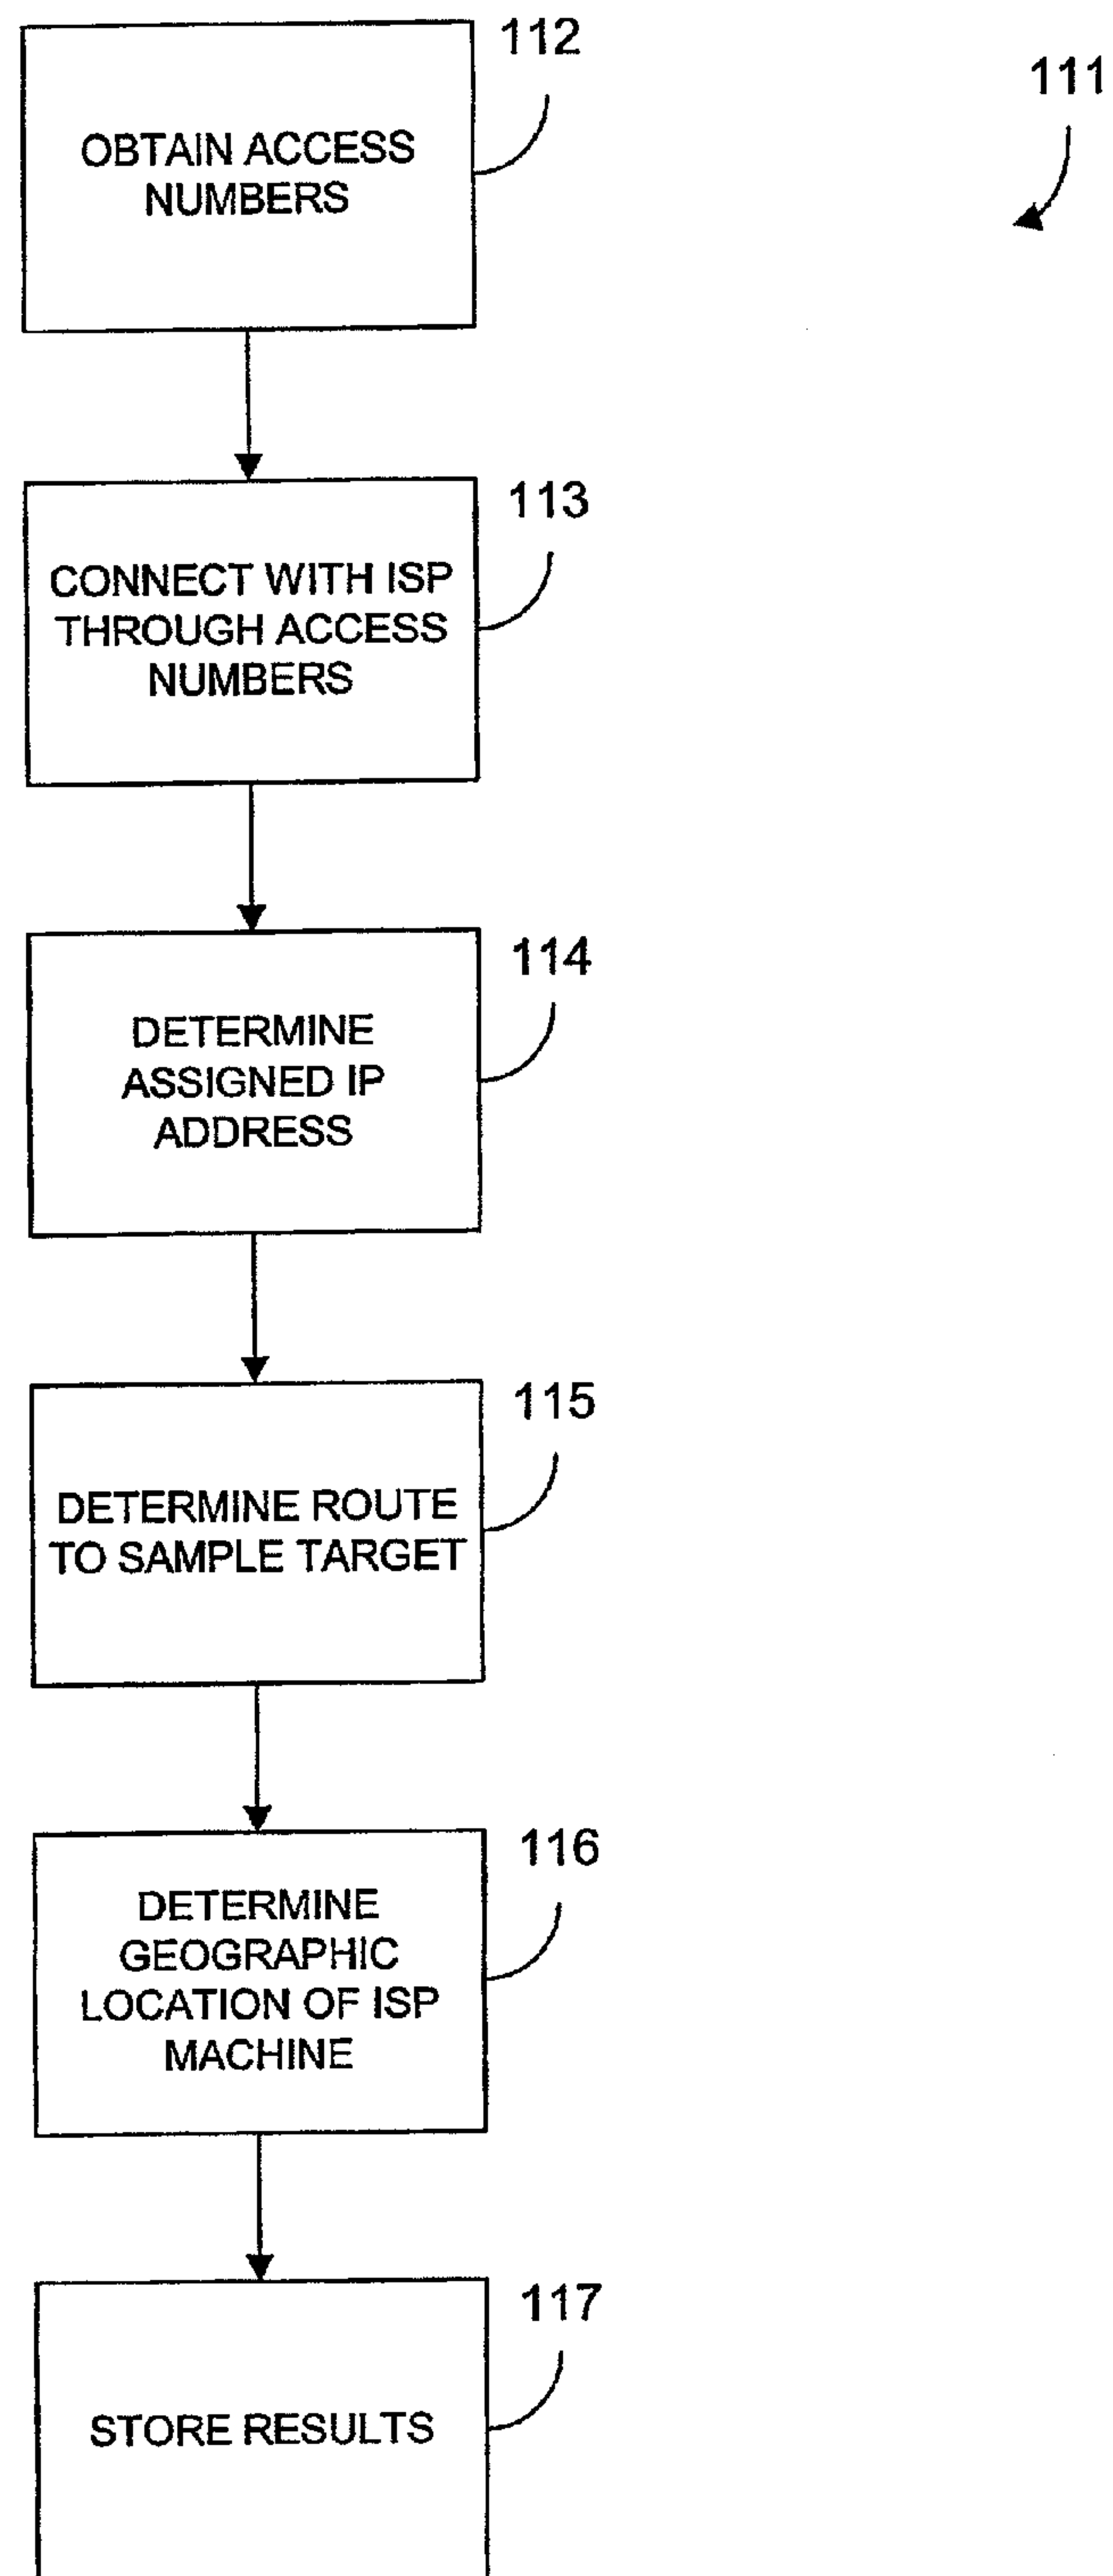 112
111
OBTAIN ACCESS
NUMBERS
113
CONNECT WITH ISP
THROUGH ACCESS
NUMBERS
114
DETERMINE
ASSIGNED IP
ADDRESS
115
DETERMINE ROUTE
TO SAMPLE TARGET
116
DETERMINE
GEOGRAPHIC
LOCATION OF ISP
MACHINE
117
STORE RESULTS